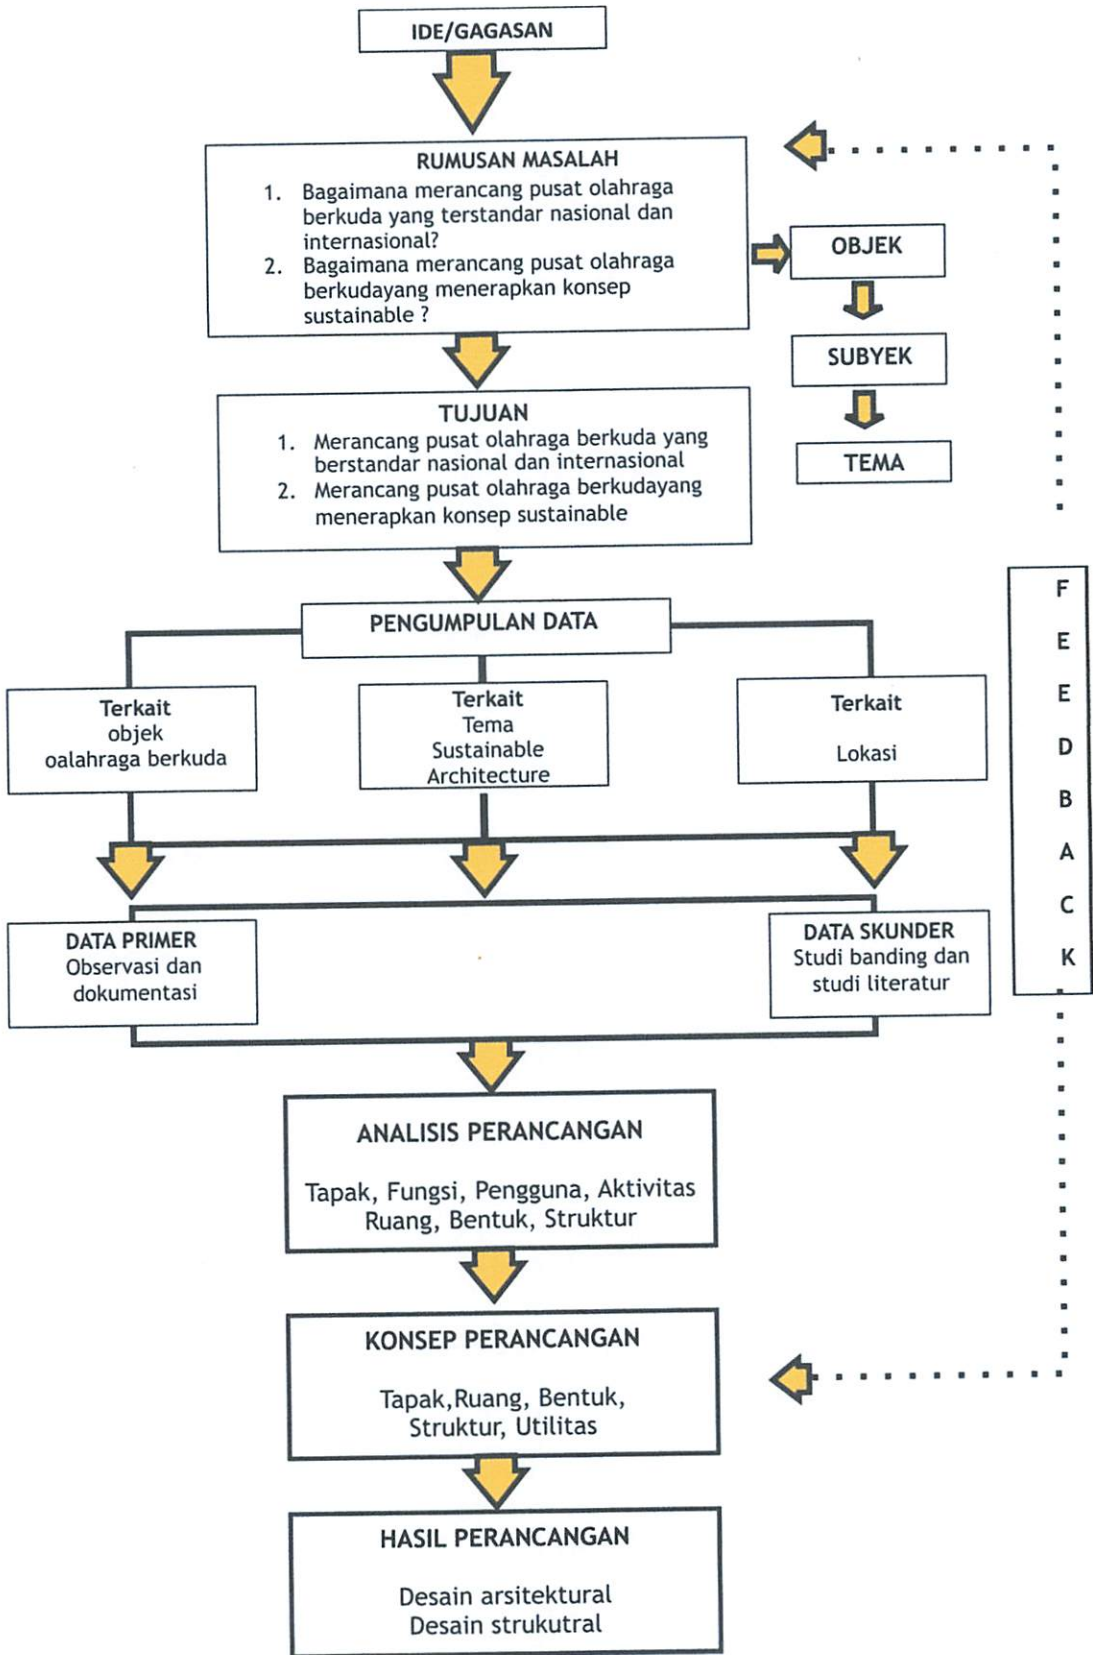 IDE/GAGASAN
RUMUSAN MASALAH
1. Bagaimana merancang pusat olahraga
berkuda yang terstandar nasional dan
internasional?
2. Bagaimana merancang pusat olahraga
berkudayang menerapkan konsep
sustainable ?
OBJEK
SUBYEK
TEMA
TUJUAN
1. Merancang pusat olahraga berkuda yang
berstandar nasional dan internasional
2. Merancang pusat olahraga berkudayang
menerapkan konsep sustainable
PENGUMPULAN DATA
Terkait
objek
oalahraga berkuda
Terkait
Tema
Sustainable
Architecture
Terkait
Lokasi
F
E
E
D
B
A
C
K
DATA PRIMER
Observasi dan
dokumentasi
DATA SKUNDER
Studi banding dan
studi literatur
ANALISIS PERANCANGAN
Tapak, Fungsi, Pengguna, Aktivitas
Ruang, Bentuk, Struktur
KONSEP PERANCANGAN
Tapak,Ruang, Bentuk,
Struktur, Utilitas
HASIL PERANCANGAN
Desain arsitektural
Desain strukutral